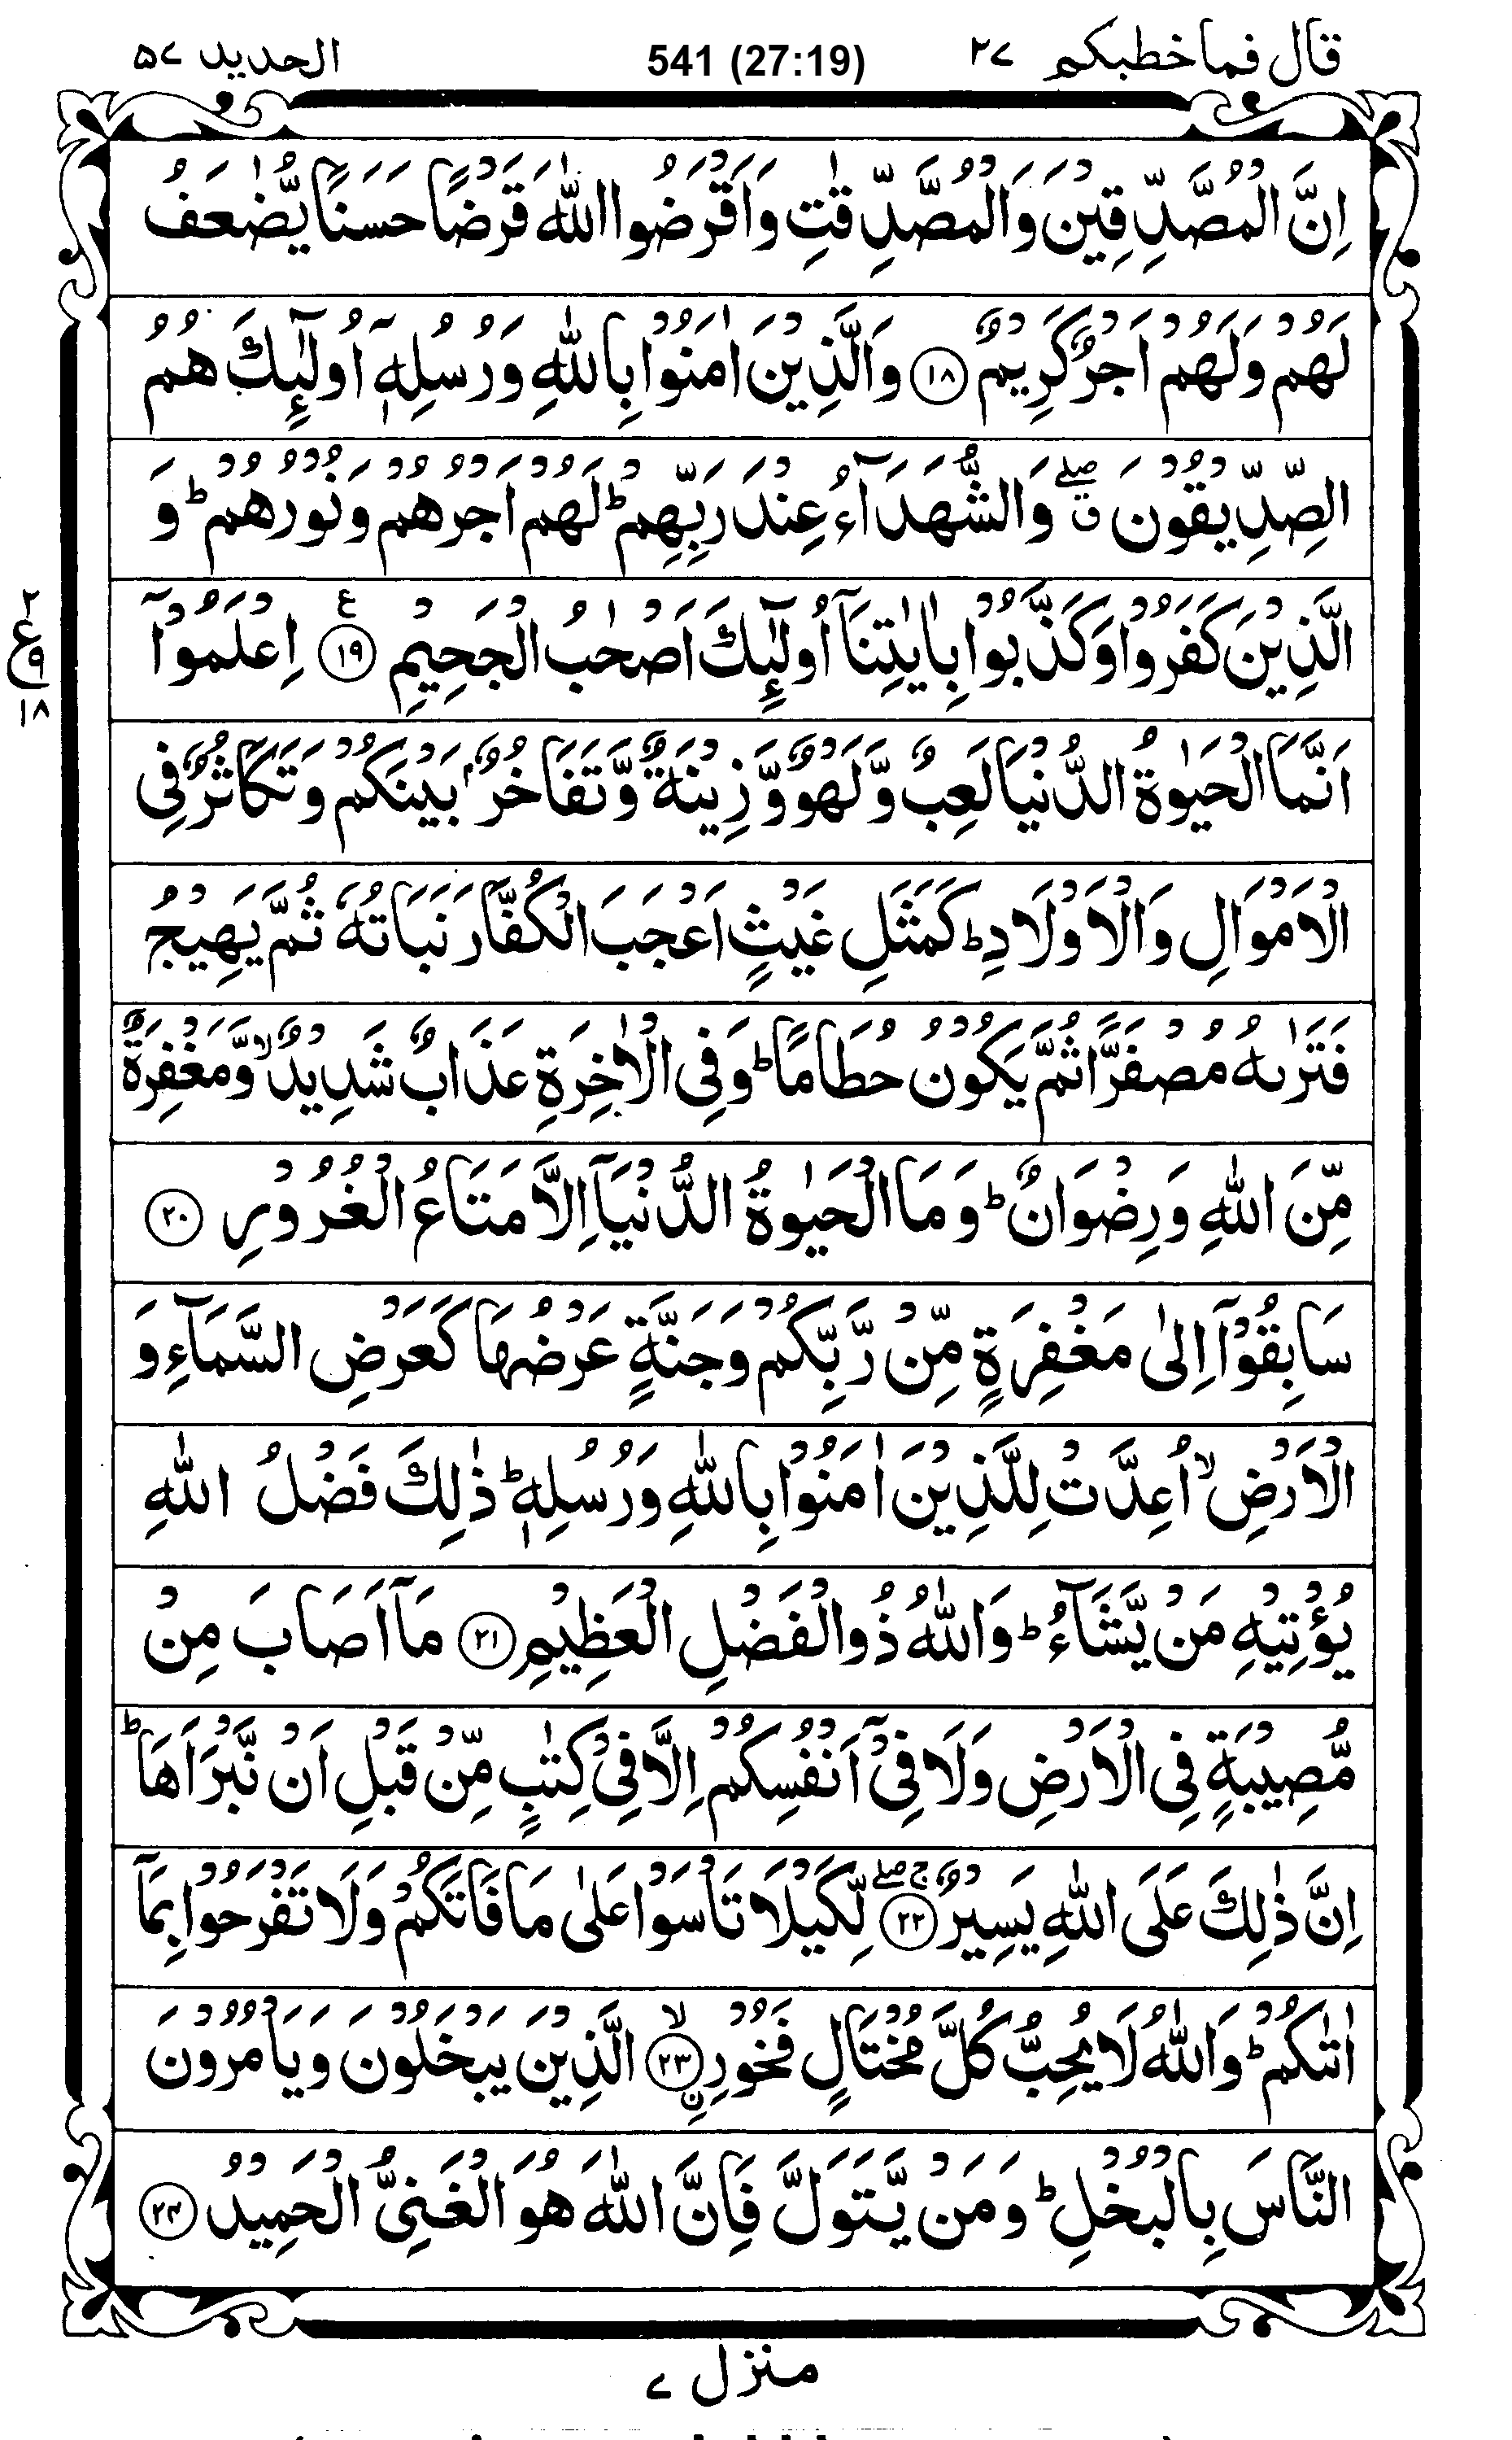 قال فما خطبکم ٢٧
541 (27:19)
الحدید ٥٧
اِنَّ الْمُصَّدِّقِيْنَ وَالْمُصَّدِّقٰتِ وَاَقْرَضُوا اللّٰهَ قَرْضًا حَسَنًا يُّضٰعَفُ
لَهُمْ وَلَهُمْ اَجْرٌ كَرِيْمٌ ﴿١٨﴾ وَالَّذِيْنَ اٰمَنُوْا بِاللّٰهِ وَرُسُلِهٖۤ اُولٰٓئِكَ هُمُ
الصِّدِّيْقُوْنَ ۖۗ وَالشُّهَدَآءُ عِنْدَ رَبِّهِمْ ؕ لَهُمْ اَجْرُهُمْ وَنُوْرُهُمْ ؕ وَ
الَّذِيْنَ كَفَرُوْا وَكَذَّبُوْا بِاٰيٰتِنَاۤ اُولٰٓئِكَ اَصْحٰبُ الْجَحِيْمِ ﴿١٩﴾ ع اِعْلَمُوْۤا
٢
ع ٩
١٨
اَنَّمَا الْحَيٰوةُ الدُّنْيَا لَعِبٌ وَّلَهْوٌ وَّزِيْنَةٌ وَّتَفَاخُرٌۢ بَيْنَكُمْ وَتَكَاثُرٌ فِى
الْاَمْوَالِ وَالْاَوْلَادِ ؕ كَمَثَلِ غَيْثٍ اَعْجَبَ الْكُفَّارَ نَبَاتُهٗ ثُمَّ يَهِيْجُ
فَتَرٰىهُ مُصْفَرًّا ثُمَّ يَكُوْنُ حُطَامًا ؕ وَفِى الْاٰخِرَةِ عَذَابٌ شَدِيْدٌ ۙ وَّمَغْفِرَةٌ
مِّنَ اللّٰهِ وَرِضْوَانٌ ؕ وَمَا الْحَيٰوةُ الدُّنْيَاۤ اِلَّا مَتَاعُ الْغُرُوْرِ ﴿٢٠﴾
سَابِقُوْۤا اِلٰى مَغْفِرَةٍ مِّنْ رَّبِّكُمْ وَجَنَّةٍ عَرْضُهَا كَعَرْضِ السَّمَآءِ وَ
الْاَرْضِ ۙ اُعِدَّتْ لِلَّذِيْنَ اٰمَنُوْا بِاللّٰهِ وَرُسُلِهٖ ؕ ذٰلِكَ فَضْلُ اللّٰهِ
يُؤْتِيْهِ مَنْ يَّشَآءُ ؕ وَاللّٰهُ ذُو الْفَضْلِ الْعَظِيْمِ ﴿٢١﴾ مَاۤ اَصَابَ مِنْ
مُّصِيْبَةٍ فِى الْاَرْضِ وَلَا فِىْۤ اَنْفُسِكُمْ اِلَّا فِىْ كِتٰبٍ مِّنْ قَبْلِ اَنْ نَّبْرَاَهَا ؕ
اِنَّ ذٰلِكَ عَلَى اللّٰهِ يَسِيْرٌ ﴿٢٢﴾ ۚۖ لِّكَيْلَا تَاْسَوْا عَلٰى مَا فَاتَكُمْ وَلَا تَفْرَحُوْا بِمَاۤ
اٰتٰىكُمْ ؕ وَاللّٰهُ لَا يُحِبُّ كُلَّ مُخْتَالٍ فَخُوْرِ ﴿٢٣﴾ ۙ نِ الَّذِيْنَ يَبْخَلُوْنَ وَيَاْمُرُوْنَ
النَّاسَ بِالْبُخْلِ ؕ وَمَنْ يَّتَوَلَّ فَاِنَّ اللّٰهَ هُوَ الْغَنِىُّ الْحَمِيْدُ ﴿٢٤﴾
منزل ٧